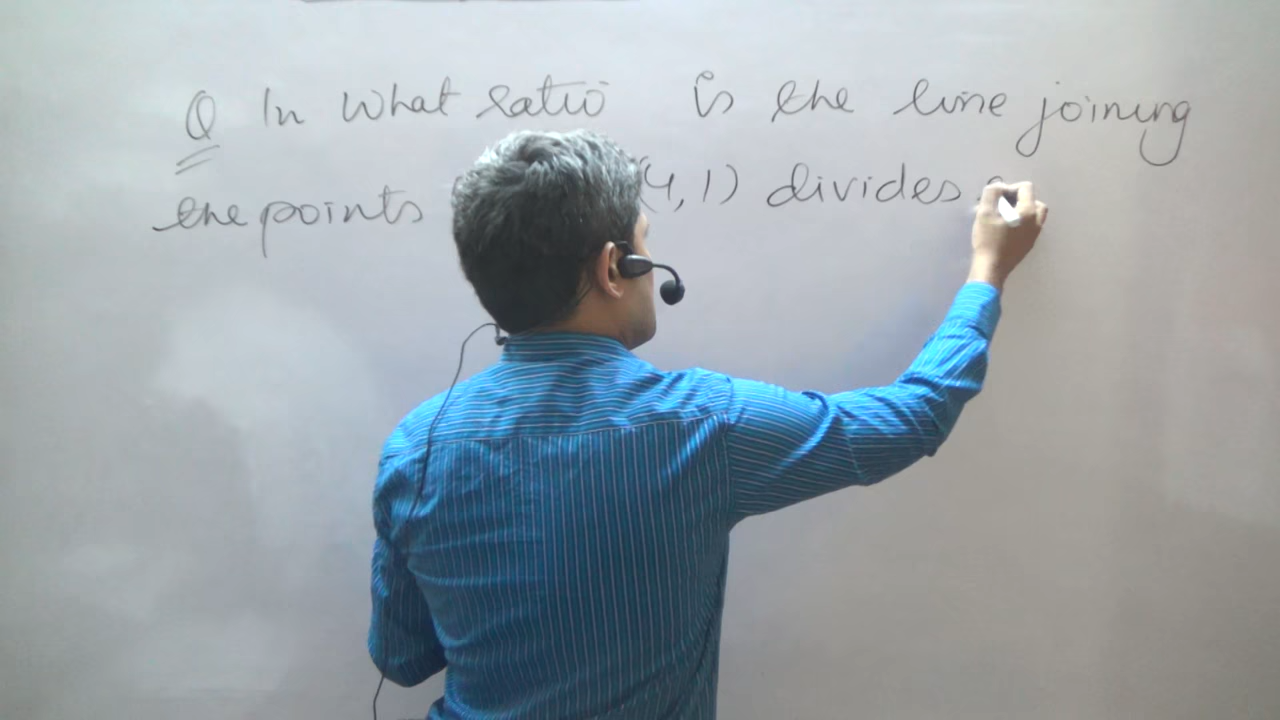 Q In what ratio is the line joining
the points (4,1) divides